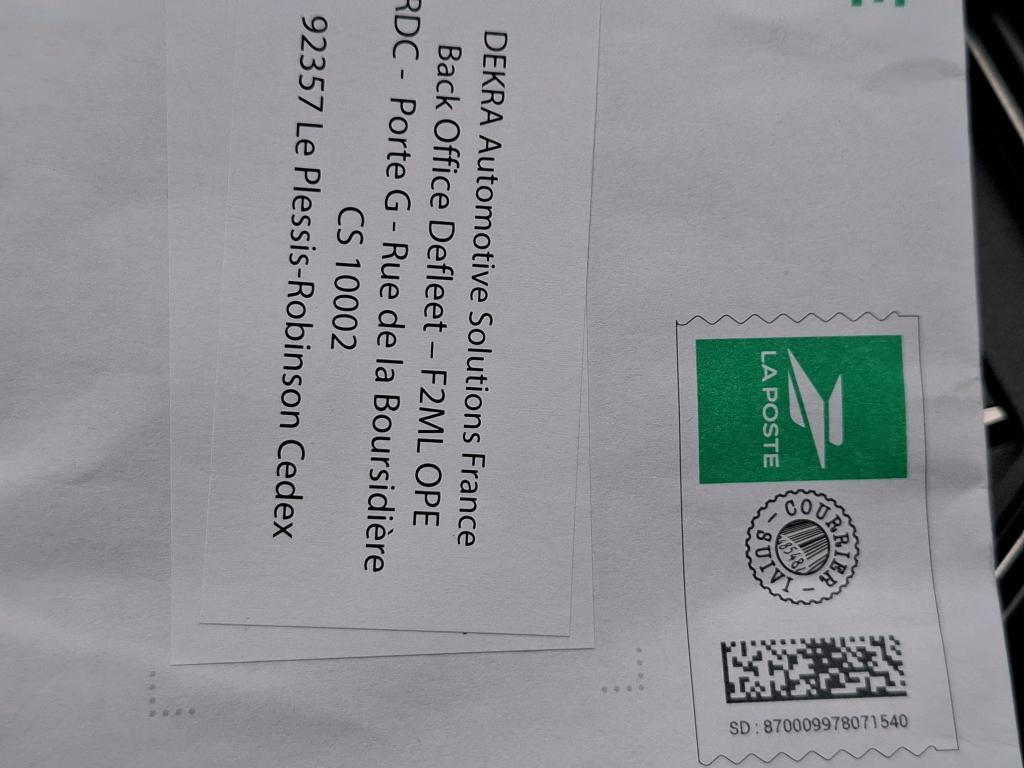 DEKRA Automotive Solutions France
Back Office Defleet – F2ML OPE
RDC - Porte G - Rue de la Boursidière
CS 10002
92357 Le Plessis-Robinson Cedex
LA POSTE
COURRIER
SUIVI
SD : 870009978071540